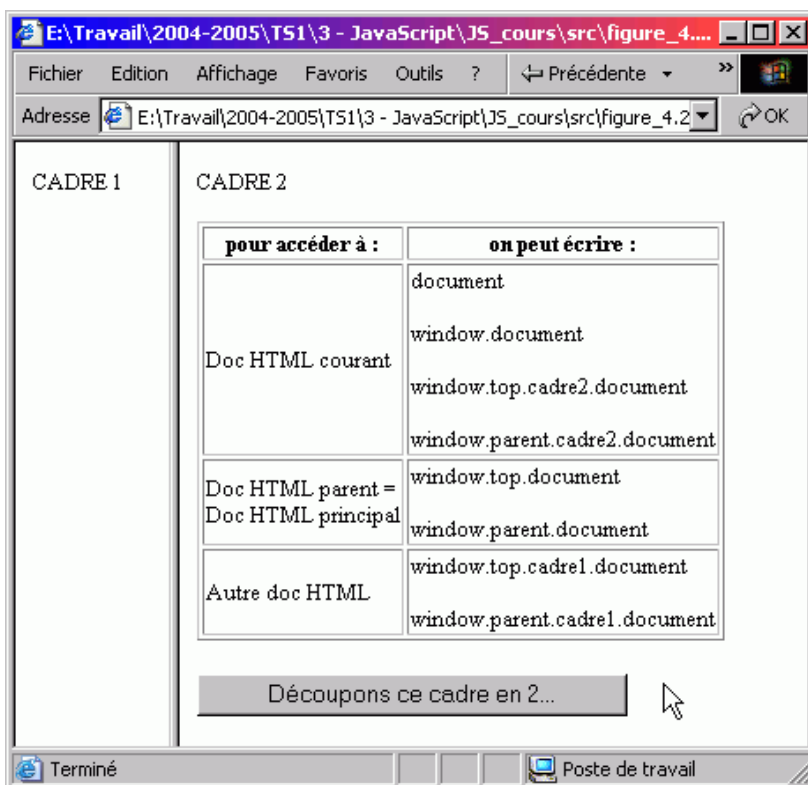 E:\Travail\2004-2005\TS1\3 - JavaScript\JS_cours\src\figure_4....
Fichier Edition Affichage Favoris Outils ? Précédente »
Adresse E:\Travail\2004-2005\TS1\3 - JavaScript\JS_cours\src\figure_4.2 OK
CADRE 1
CADRE 2
pour accéder à : on peut écrire :
Doc HTML courant
document
window.document
window.top.cadre2.document
window.parent.cadre2.document
Doc HTML parent =
Doc HTML principal
window.top.document
window.parent.document
Autre doc HTML
window.top.cadre1.document
window.parent.cadre1.document
Découpons ce cadre en 2...
Terminé Poste de travail